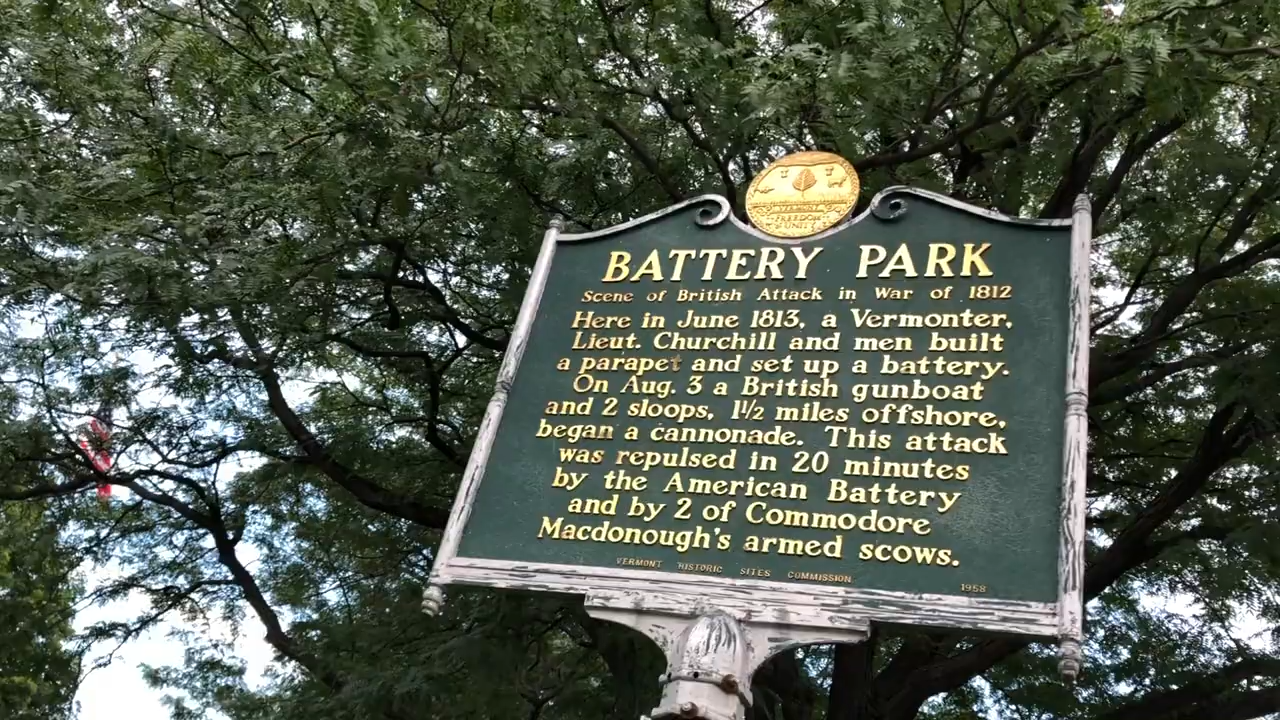 VERMONT
FREEDOM
& UNITY
BATTERY PARK
Scene of British Attack in War of 1812
Here in June 1813, a Vermonter,
Lieut. Churchill and men built
a parapet and set up a battery.
On Aug. 3 a British gunboat
and 2 sloops, 1½ miles offshore,
began a cannonade. This attack
was repulsed in 20 minutes
by the American Battery
and by 2 of Commodore
Macdonough's armed scows.
VERMONT HISTORIC SITES COMMISSION
1958